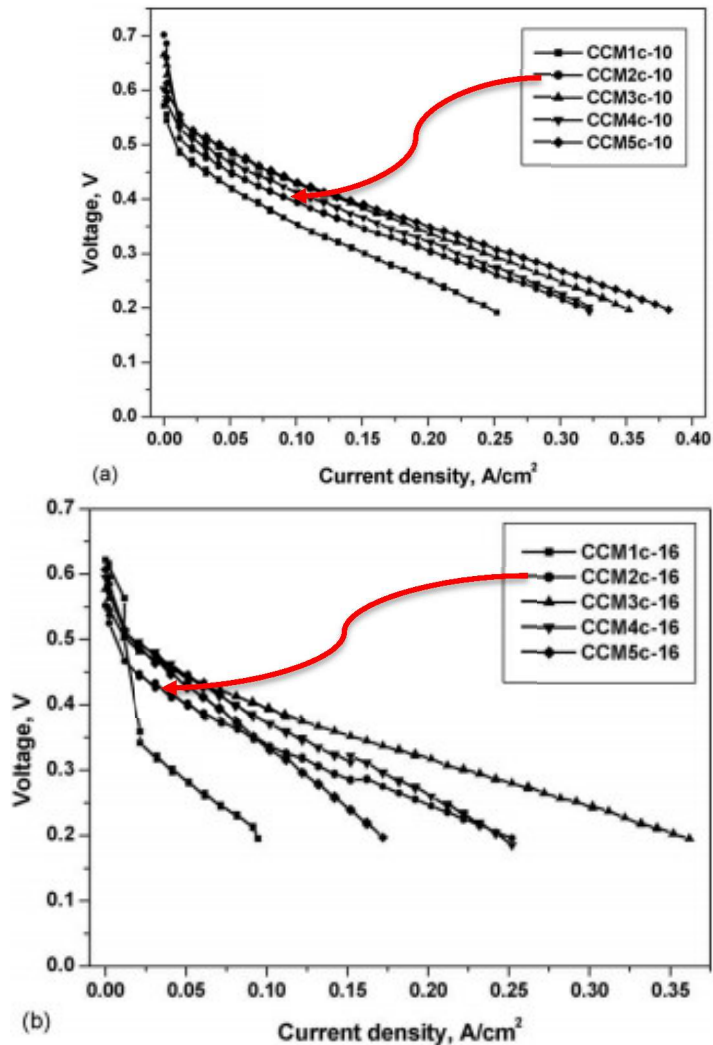 0.7
0.6
0.5
0.4
0.3
0.2
0.1
0.0
Voltage, V
CCM1c-10
CCM2c-10
CCM3c-10
CCM4c-10
CCM5c-10
0.00 0.05 0.10 0.15 0.20 0.25 0.30 0.35 0.40
(a)
Current density, A/cm²
0.7
0.6
0.5
0.4
0.3
0.2
0.1
0.0
Voltage, V
CCM1c-16
CCM2c-16
CCM3c-16
CCM4c-16
CCM5c-16
0.00 0.05 0.10 0.15 0.20 0.25 0.30 0.35
(b)
Current density, A/cm²